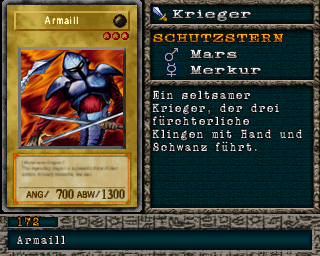 Armaill
ANG/ 700 ABW/1300
Krieger
SCHUTZSTERN
Mars
Merkur
Ein seltsamer
Krieger, der drei
fürchterliche
Klingen mit Hand und
Schwanz führt.
172
Armaill